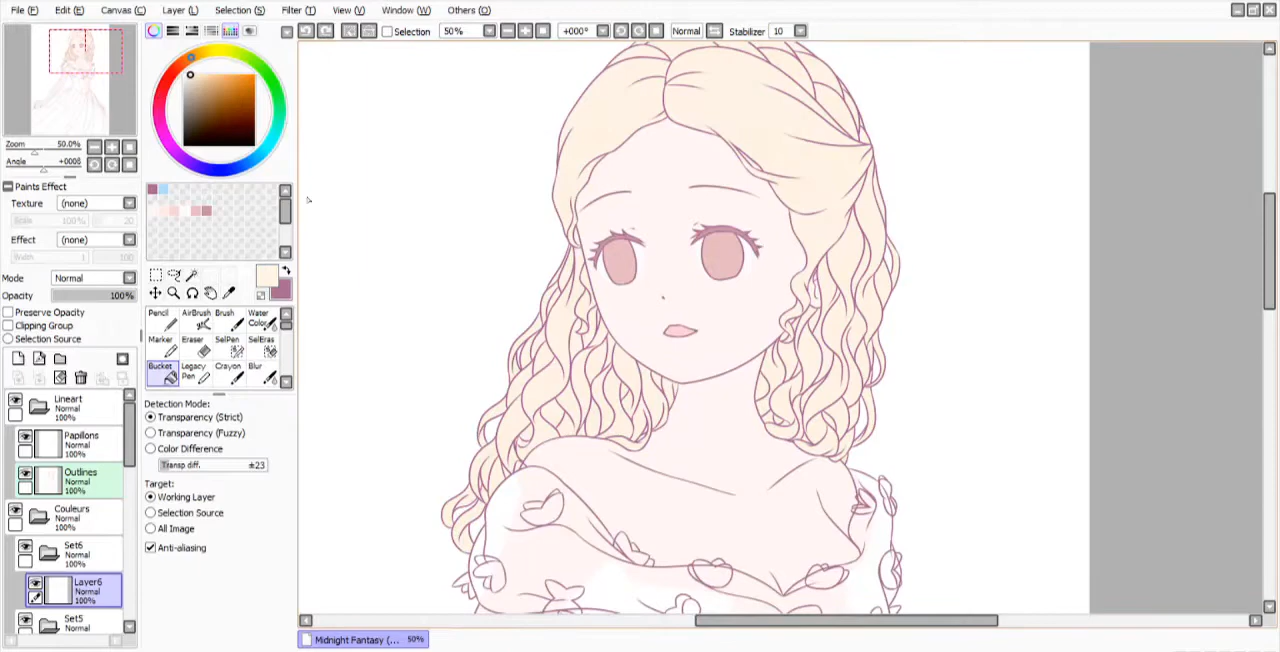 File (F) Edit (E) Canvas (C) Layer (L) Selection (S) Filter (T) View (V) Window (W) Others (O)
Selection 50% +000° Normal Stabilizer 10
Zoom 50.0%
Angle +000ß
Paints Effect
Texture (none)
Scale 100% 20
Effect (none)
Width 1 100
Mode Normal
Opacity 100%
Preserve Opacity
Clipping Group
Selection Source
Lineart
Normal
100%
Papillons
Normal
100%
Outlines
Normal
100%
Couleurs
Normal
100%
Set6
Normal
100%
Layer6
Normal
100%
Set5
Normal
Pencil AirBrush Brush Water Color
Marker Eraser SelPen SelEras
Bucket Legacy Pen Crayon Blur
Detection Mode:
Transparency (Strict)
Transparency (Fuzzy)
Color Difference
Transp diff. ±23
Target:
Working Layer
Selection Source
All Image
Anti-aliasing
Midnight Fantasy (... 50%